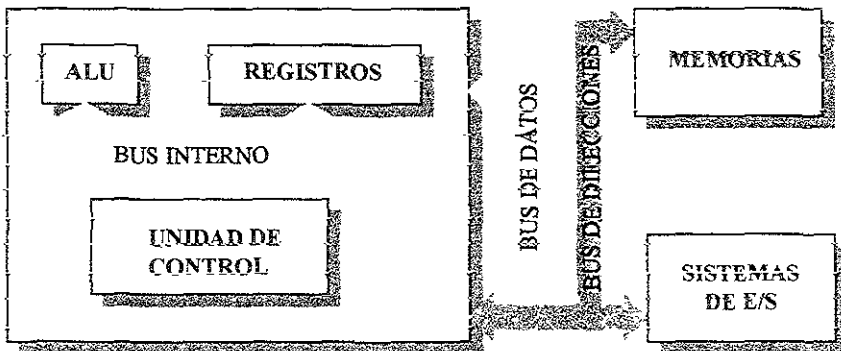 ALU
REGISTROS
BUS INTERNO
UNIDAD DE
CONTROL
BUS DE DATOS
BUS DE DIRECCIONES
MEMORIAS
SISTEMAS
DE E/S